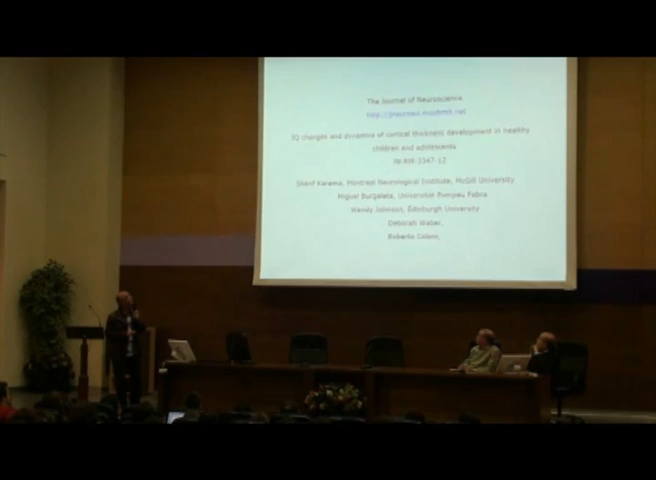 The Journal of Neuroscience
IQ changes and dynamics of cortical thickness development in healthy
children and adolescents
Sherif Karama, Montreal Neurological Institute, McGill University
Miguel Burgaleta, Universitat Pompeu Fabra
Wendy Johnson, Edinburgh University
Deborah Waber,
Roberto Colom,